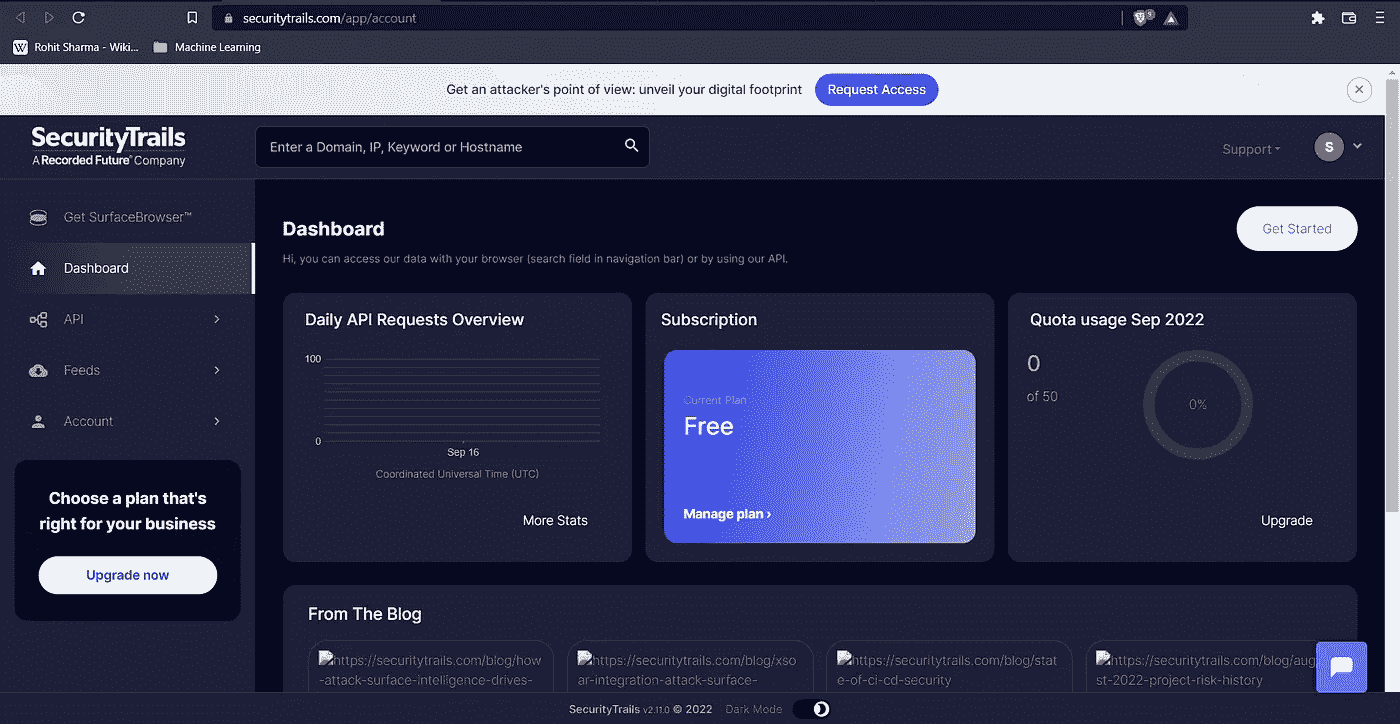 securitytrails.com/app/account
9
W Rohit Sharma - Wiki...
Machine Learning
Get an attacker's point of view: unveil your digital footprint
Request Access
SecurityTrails
A Recorded Future® Company
Enter a Domain, IP, Keyword or Hostname
Support
S
Get SurfaceBrowser™
Dashboard
API
Feeds
Account
Choose a plan that's
right for your business
Upgrade now
Dashboard
Get Started
Hi, you can access our data with your browser (search field in navigation bar) or by using our API.
Daily API Requests Overview
100
0
Sep 16
Coordinated Universal Time (UTC)
More Stats
Subscription
Current Plan
Free
Manage plan ›
Quota usage Sep 2022
0
of 50
0%
Upgrade
From The Blog
https://securitytrails.com/blog/how
-attack-surface-intelligence-drives-
https://securitytrails.com/blog/xso
ar-integration-attack-surface-
https://securitytrails.com/blog/stat
e-of-ci-cd-security
https://securitytrails.com/blog/aug
st-2022-project-risk-history
SecurityTrails v2.11.0 © 2022
Dark Mode